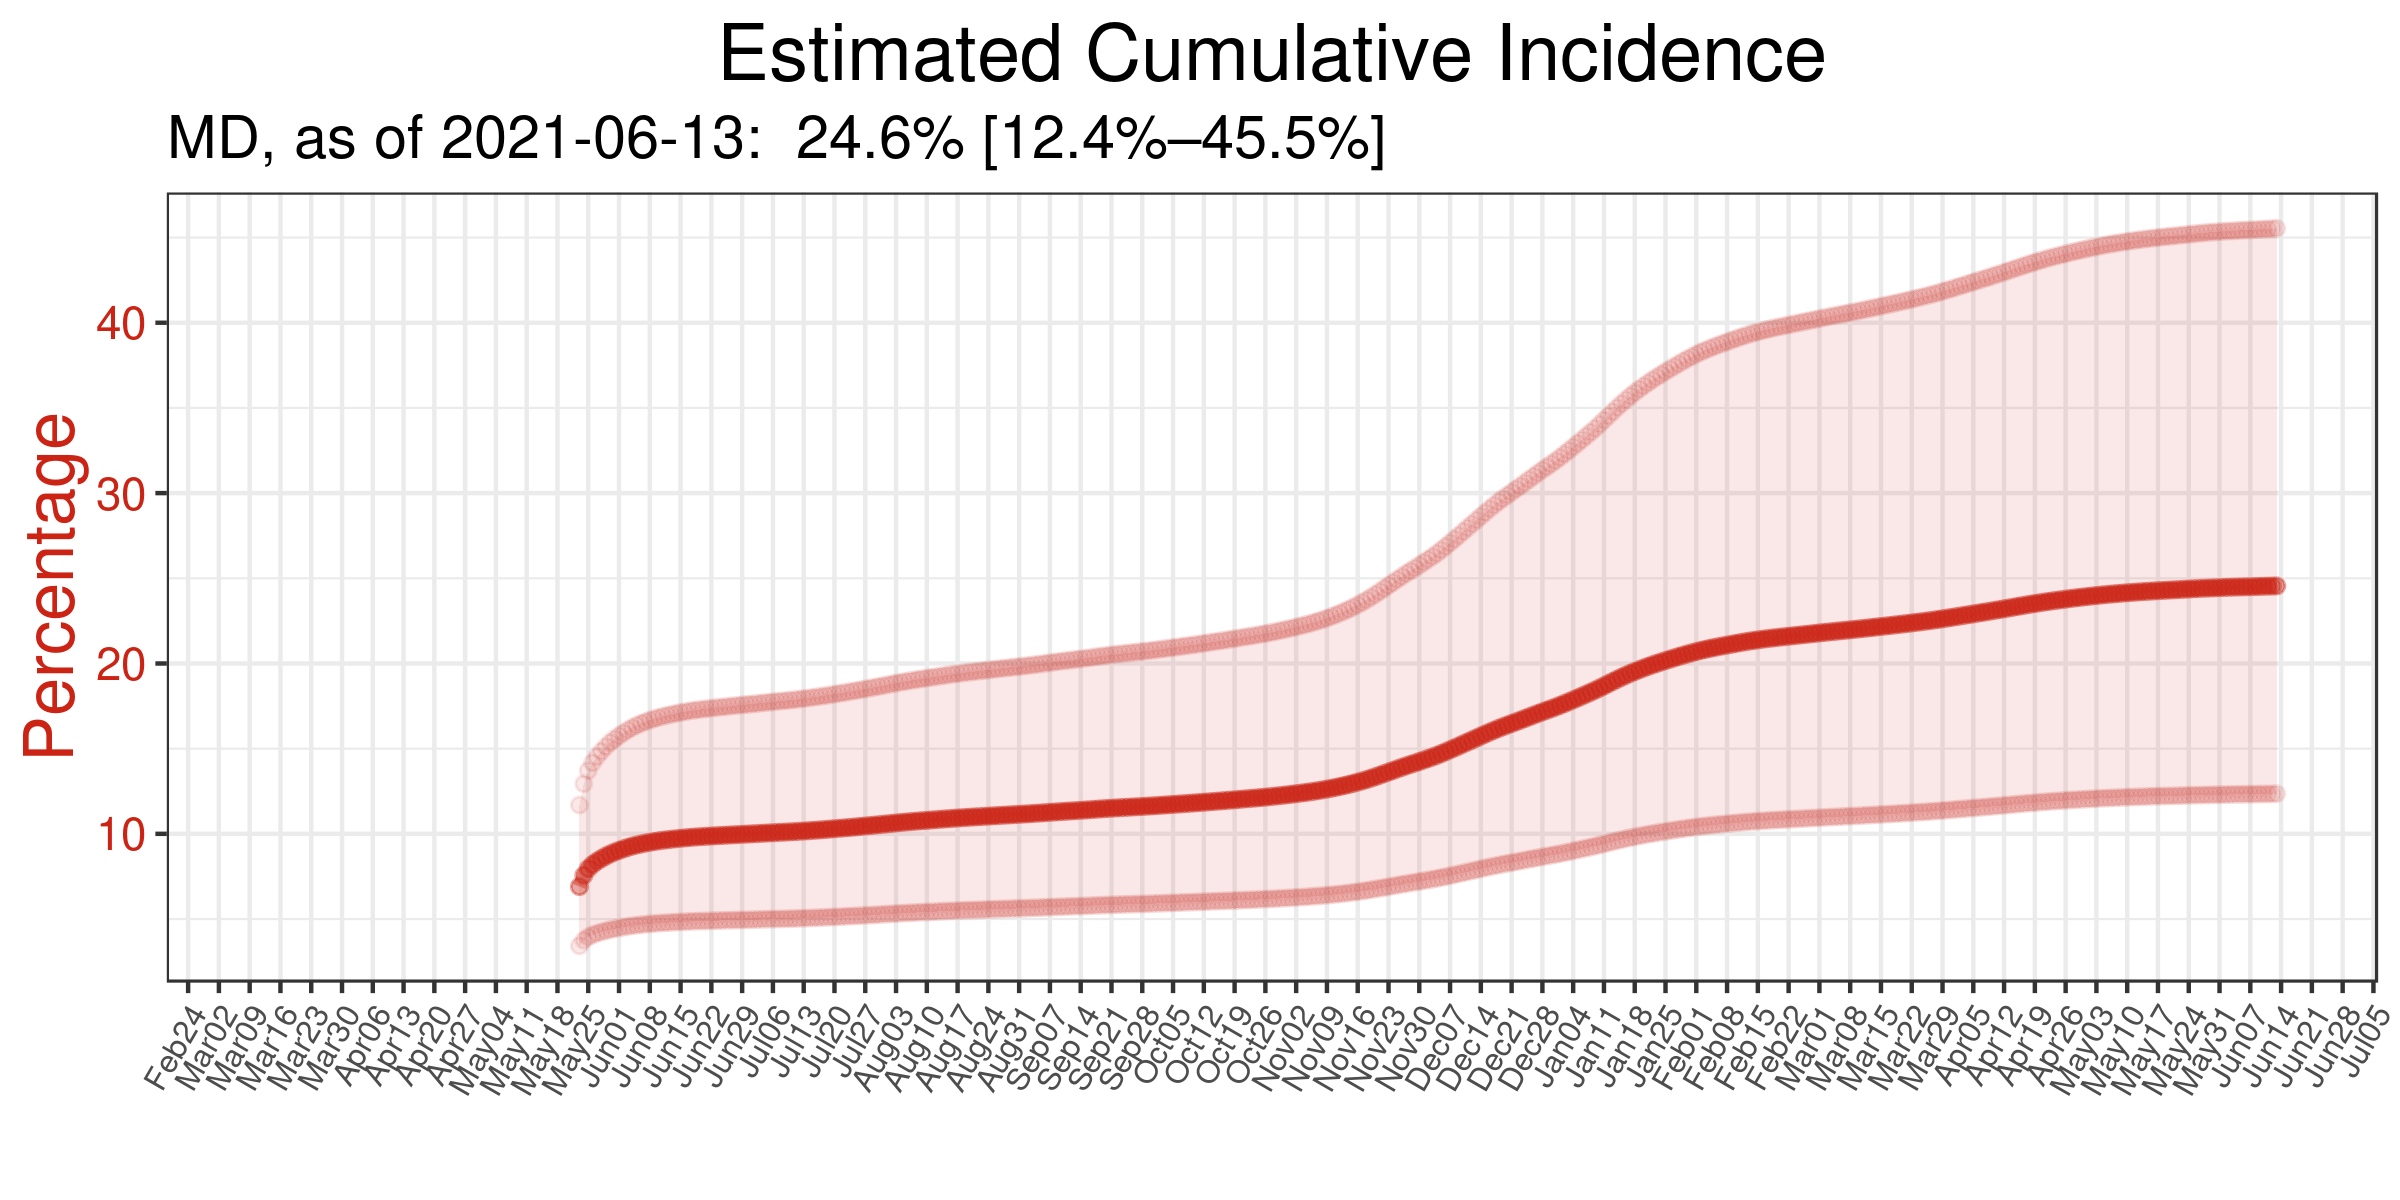 Estimated Cumulative Incidence
MD, as of 2021-06-13:  24.6% [12.4%–45.5%]
Percentage
40
30
20
10
Feb24
Mar02
Mar09
Mar16
Mar23
Mar30
Apr06
Apr13
Apr20
Apr27
May04
May11
May18
May25
Jun01
Jun08
Jun15
Jun22
Jun29
Jul06
Jul13
Jul20
Jul27
Aug03
Aug10
Aug17
Aug24
Aug31
Sep07
Sep14
Sep21
Sep28
Oct05
Oct12
Oct19
Oct26
Nov02
Nov09
Nov16
Nov23
Nov30
Dec07
Dec14
Dec21
Dec28
Jan04
Jan11
Jan18
Jan25
Feb01
Feb08
Feb15
Feb22
Mar01
Mar08
Mar15
Mar22
Mar29
Apr05
Apr12
Apr19
Apr26
May03
May10
May17
May24
May31
Jun07
Jun14
Jun21
Jun28
Jul05